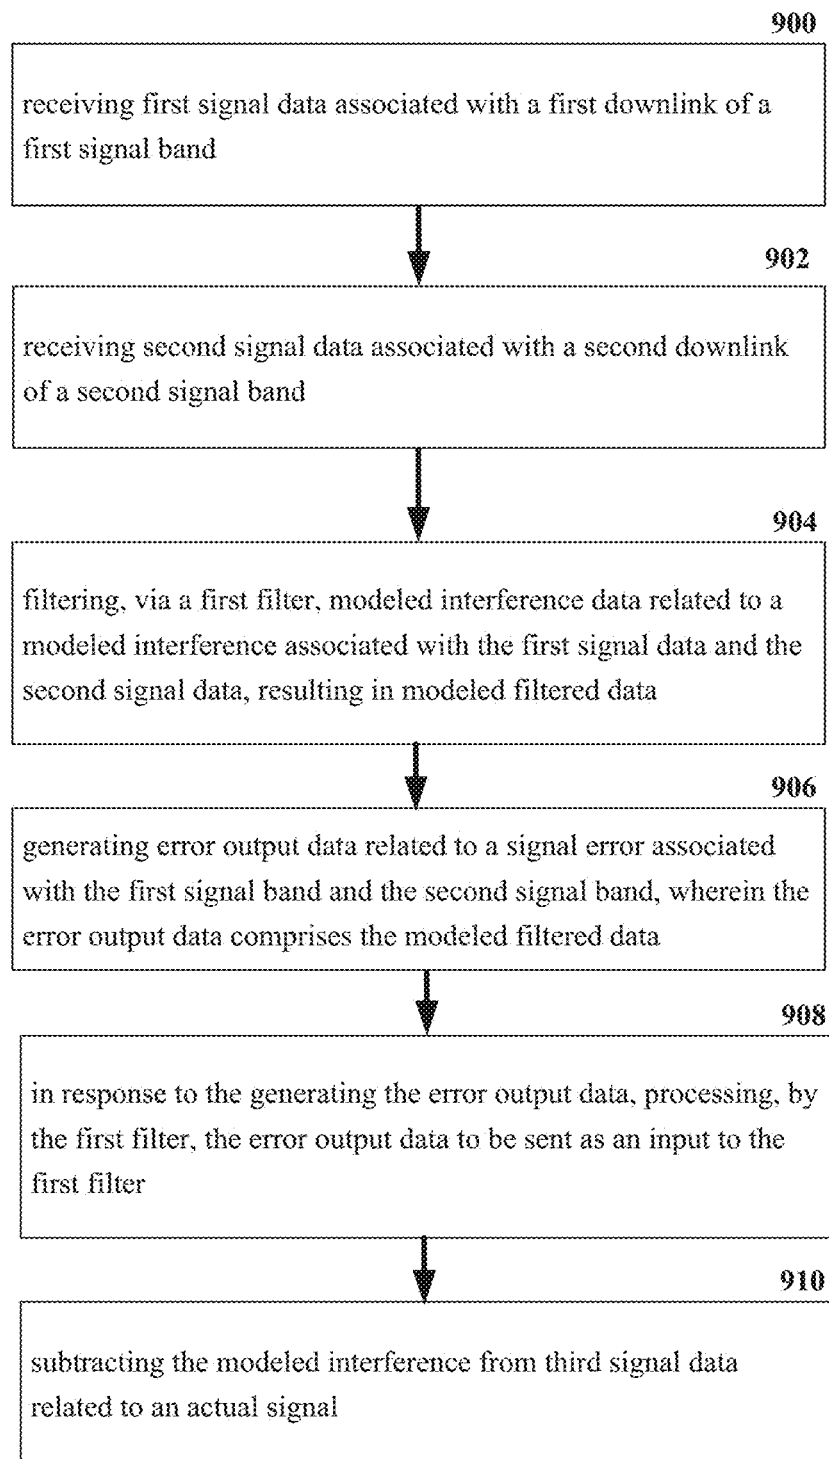 900
receiving first signal data associated with a first downlink of a
first signal band
902
receiving second signal data associated with a second downlink
of a second signal band
904
filtering, via a first filter, modeled interference data related to a
modeled interference associated with the first signal data and the
second signal data, resulting in modeled filtered data
906
generating error output data related to a signal error associated
with the first signal band and the second signal band, wherein the
error output data comprises the modeled filtered data
908
in response to the generating the error output data, processing, by
the first filter, the error output data to be sent as an input to the
first filter
910
subtracting the modeled interference from third signal data
related to an actual signal